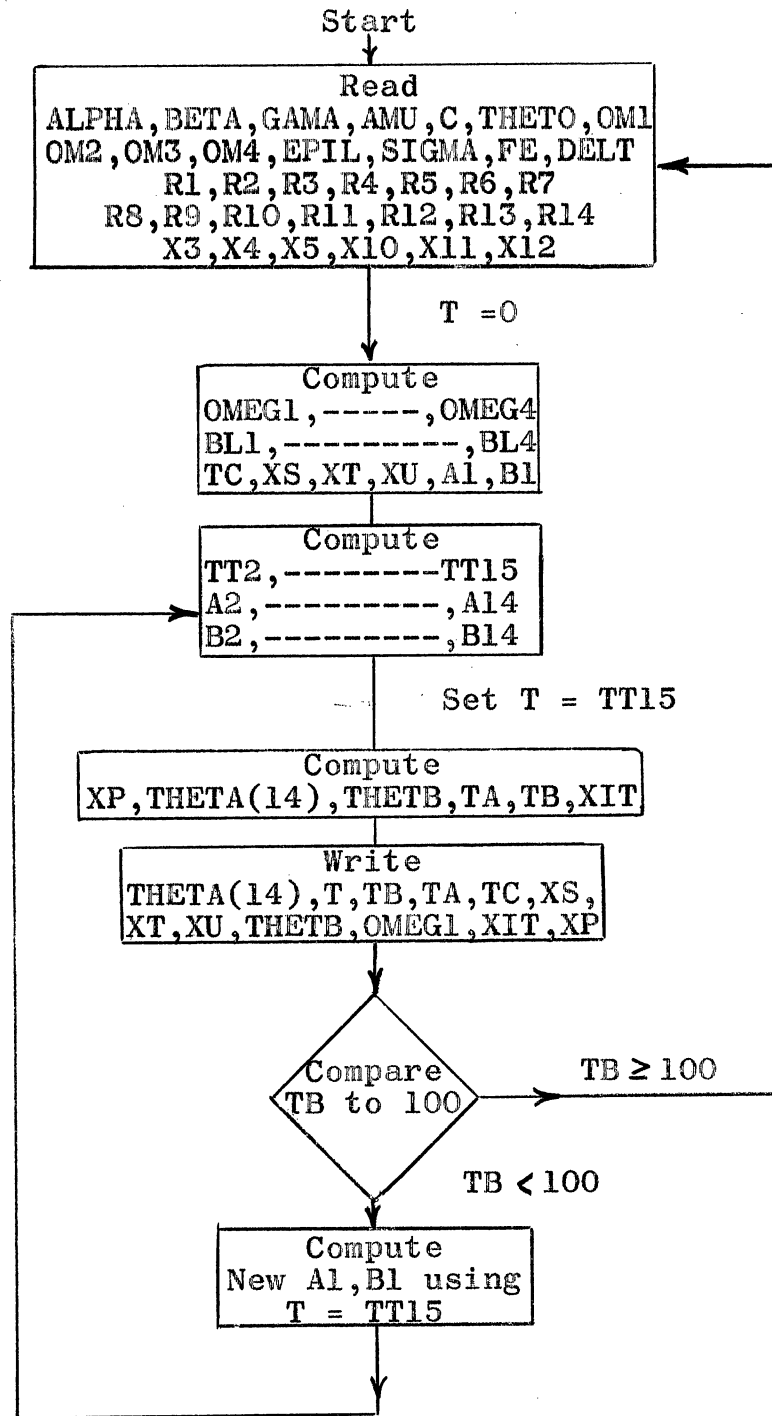 Start
Read
ALPHA,BETA,GAMA,AMU,C,THETO,OM1
OM2,OM3,OM4,EPIL,SIGMA,FE,DELT
R1,R2,R3,R4,R5,R6,R7
R8,R9,R10,R11,R12,R13,R14
X3,X4,X5,X10,X11,X12
T =0
Compute
OMEG1,-----,OMEG4
BL1,---------,BL4
TC,XS,XT,XU,A1,B1
Compute
TT2,--------TT15
A2,---------,A14
B2,---------,B14
Set T = TT15
Compute
XP,THETA(14),THETB,TA,TB,XIT
Write
THETA(14),T,TB,TA,TC,XS,
XT,XU,THETB,OMEG1,XIT,XP
Compare
TB to 100
TB ≥ 100
TB < 100
Compute
New A1,B1 using
T = TT15